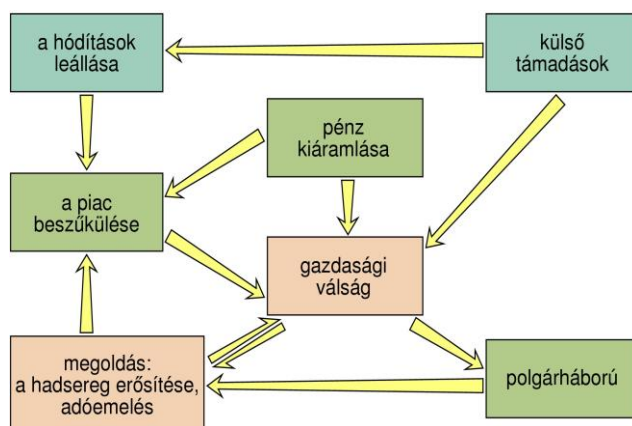 a hódítások
leállása
külső
támadások
pénz
kiáramlása
a piac
beszűkülése
gazdasági
válság
megoldás:
a hadsereg erősítése,
adóemelés
polgárháború